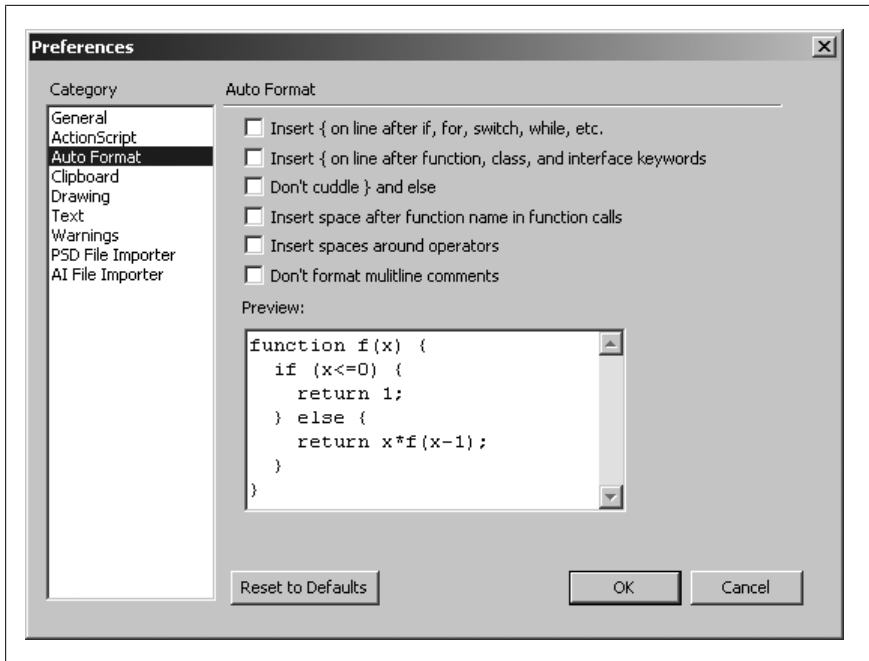 Preferences
Category
General
ActionScript
Auto Format
Clipboard
Drawing
Text
Warnings
PSD File Importer
AI File Importer
Auto Format
Insert { on line after if, for, switch, while, etc.
Insert { on line after function, class, and interface keywords
Don't cuddle } and else
Insert space after function name in function calls
Insert spaces around operators
Don't format mulitline comments
Preview:
function f(x) {
  if (x<=0) {
    return 1;
  } else {
    return x*f(x-1);
  }
}
Reset to Defaults
OK
Cancel